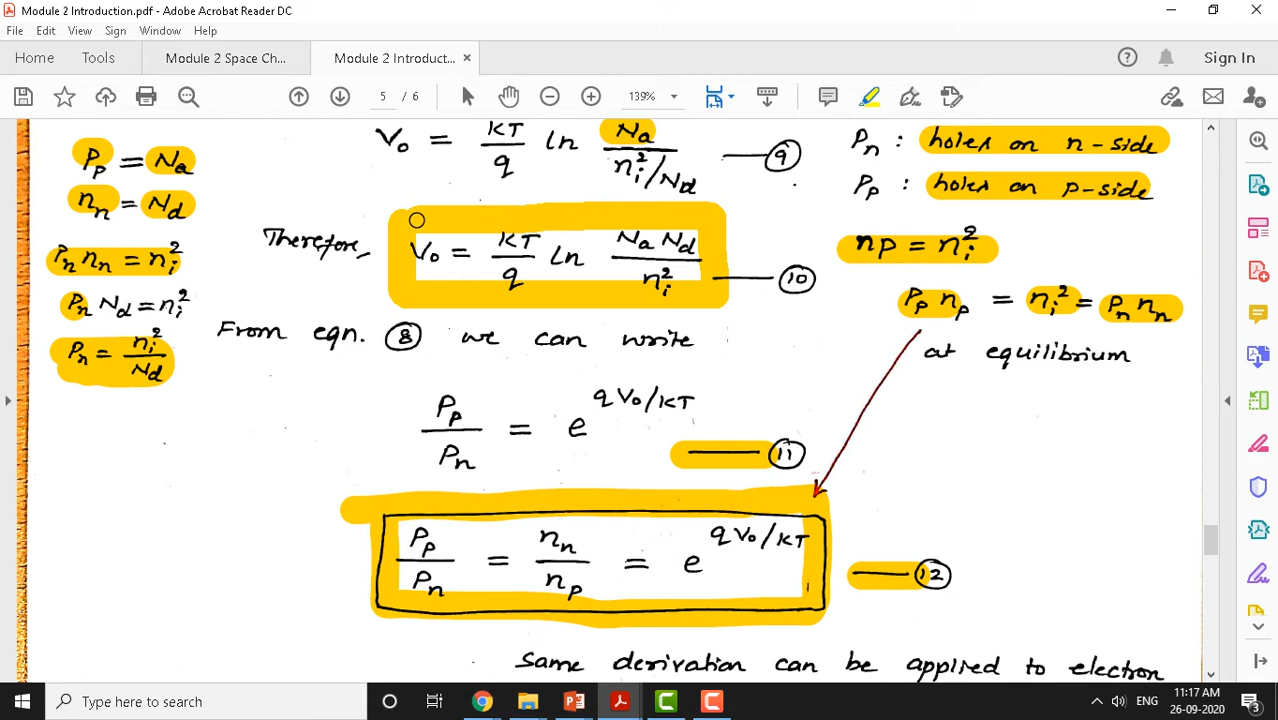 Module 2 Introduction.pdf - Adobe Acrobat Reader DC
File Edit View Sign Window Help
Home Tools Module 2 Space Ch... Module 2 Introduct... × Sign In
5 / 6 139%
Pp = Na
nn = Nd
Pn nn = ni²
Pn Nd = ni²
Pn = ni² / Nd
V₀ = KT/q ln Na / (ni²/Nd) —— 9
Therefore, V₀ = KT/q ln Na Nd / ni² —— 10
From eqn. 8 we can write
Pp/Pn = e^qV₀/KT —— 11
Pp/Pn = nn/np = e^qV₀/KT —— 12
Same derivation can be applied to electron
Pn : holes on n-side
Pp : holes on p-side
np = ni²
Pp np = ni² = Pn nn
at equilibrium
Type here to search
ENG
11:17 AM
26-09-2020
3